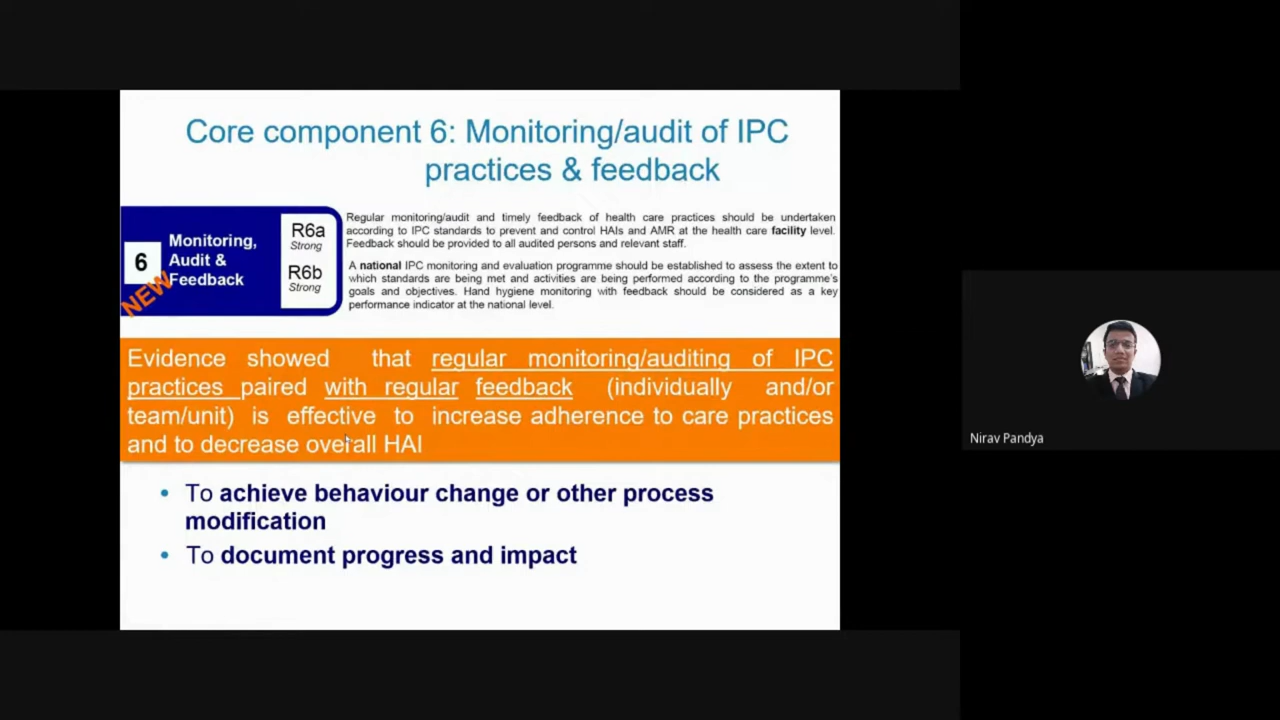 Core component 6: Monitoring/audit of IPC
practices & feedback
6
NEW
Monitoring,
Audit &
Feedback
R6a
Strong
R6b
Strong
Regular monitoring/audit and timely feedback of health care practices should be undertaken
according to IPC standards to prevent and control HAIs and AMR at the health care facility level.
Feedback should be provided to all audited persons and relevant staff.
A national IPC monitoring and evaluation programme should be established to assess the extent to
which standards are being met and activities are being performed according to the programme's
goals and objectives. Hand hygiene monitoring with feedback should be considered as a key
performance indicator at the national level.
Evidence showed that regular monitoring/auditing of IPC
practices paired with regular feedback (individually and/or
team/unit) is effective to increase adherence to care practices
and to decrease overall HAI
• To achieve behaviour change or other process
modification
• To document progress and impact
Nirav Pandya